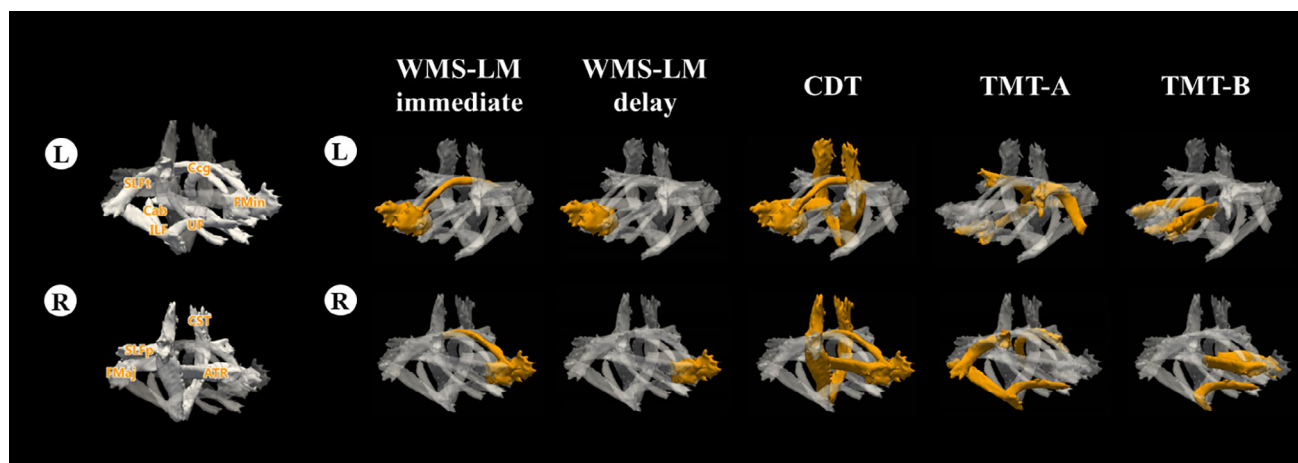 WMS-LM
immediate
WMS-LM
delay
CDT
TMT-A
TMT-B
L
SLFt
Ccg
Cab
FMin
ILF
UF
L
R
CST
SLFp
FMaj
ATR
R